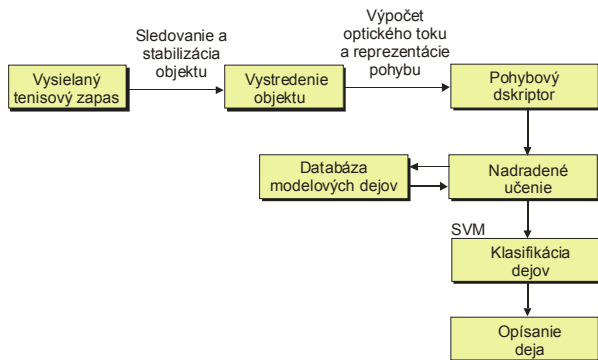 Sledovanie a
stabilizácia
objektu
Výpočet
optického toku
a reprezentácie
pohybu
Vysielaný
tenisový zapas
Vystredenie
objektu
Pohybový
dskriptor
Databáza
modelových dejov
Nadradené
učenie
SVM
Klasifikácia
dejov
Opísanie
deja